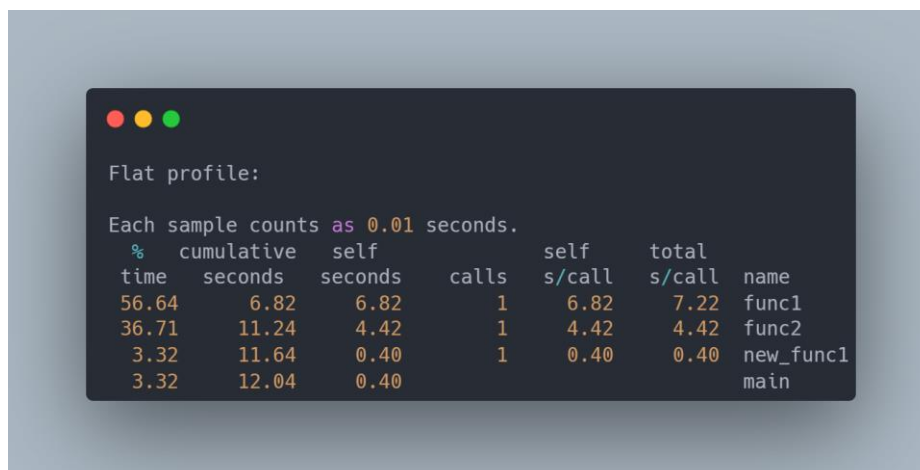 Flat profile:
Each sample counts as 0.01 seconds.
% cumulative self self total
time seconds seconds calls s/call s/call name
56.64 6.82 6.82 1 6.82 7.22 func1
36.71 11.24 4.42 1 4.42 4.42 func2
3.32 11.64 0.40 1 0.40 0.40 new_func1
3.32 12.04 0.40 main